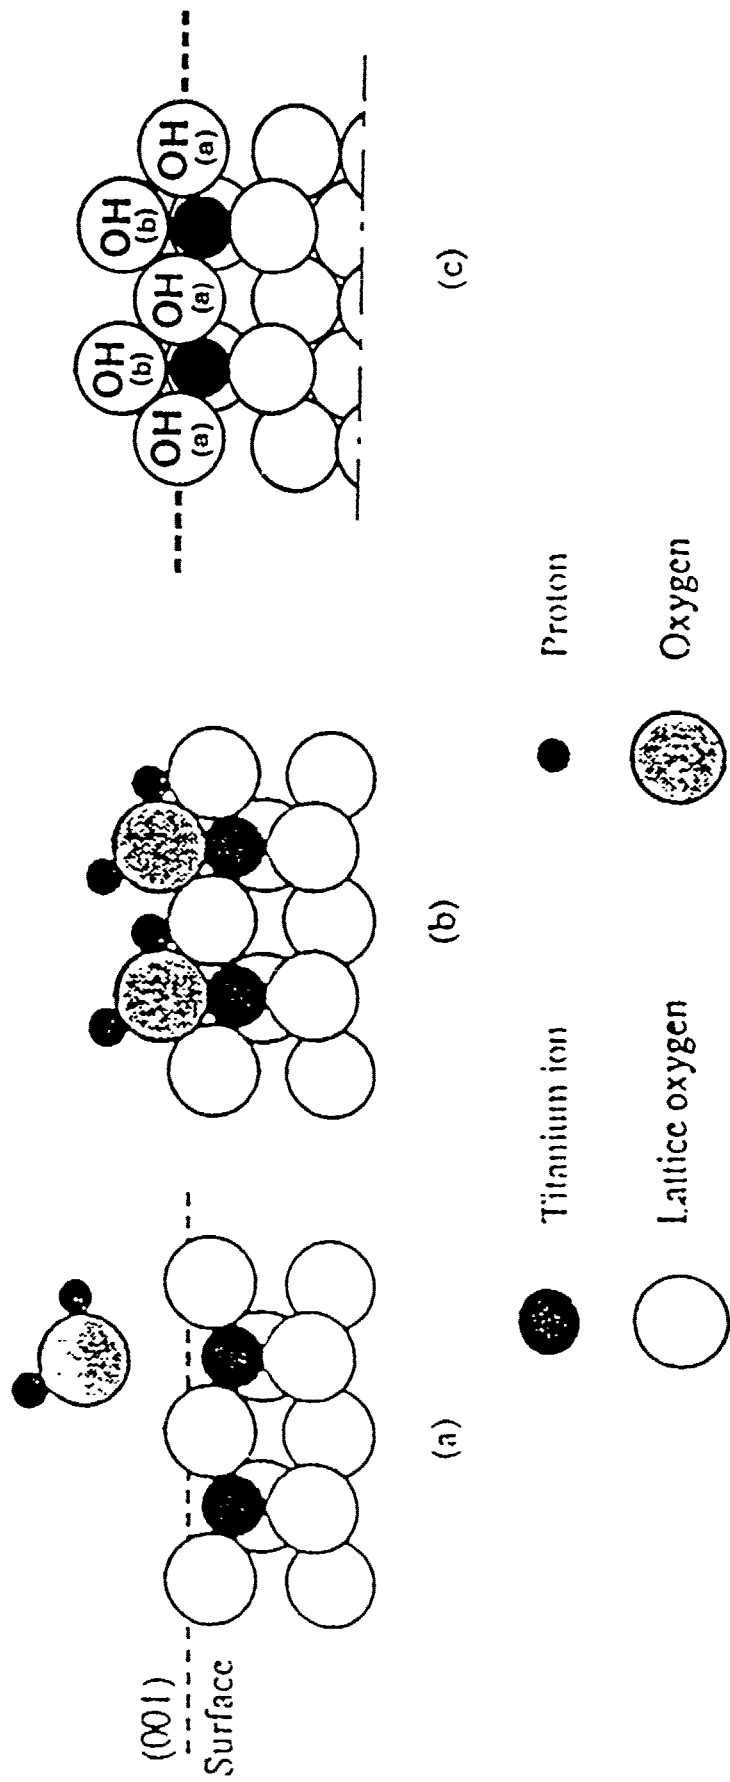 (001)
Surface
(a)
(b)
OH
(a)
OH
(b)
OH
(a)
OH
(b)
OH
(a)
(c)
Titanium ion
Proton
Lattice oxygen
Oxygen